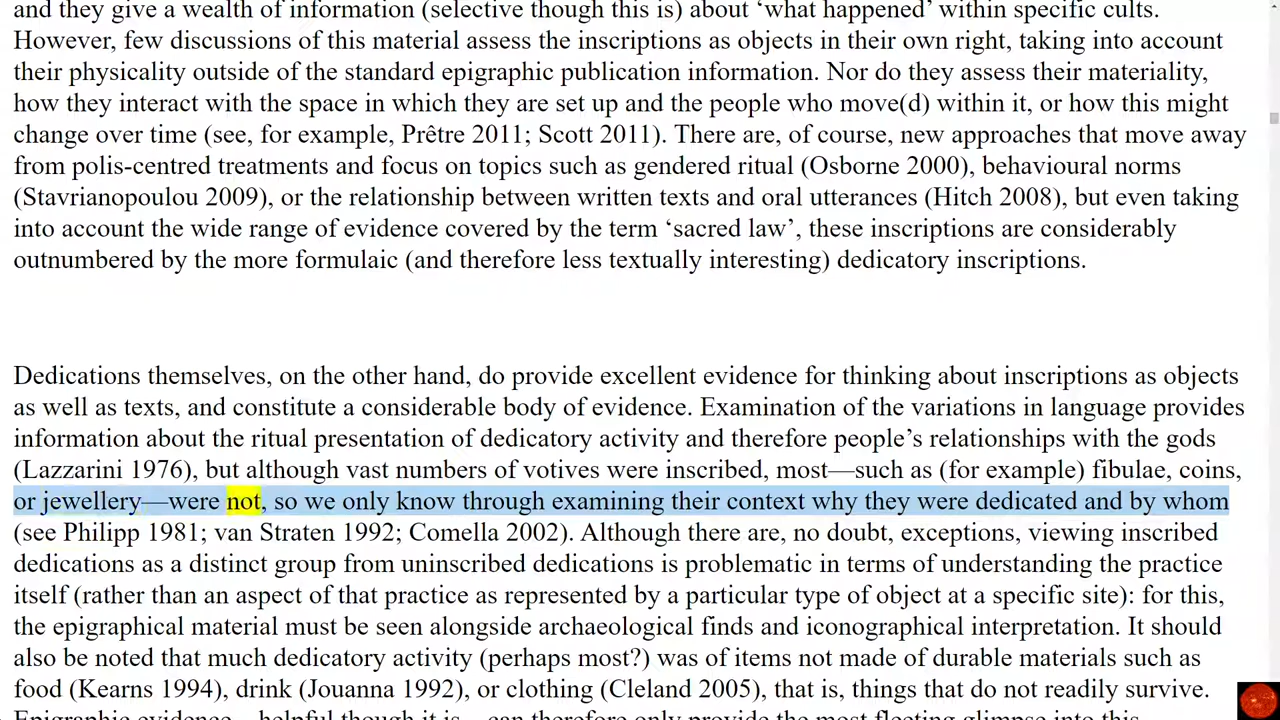 and they give a wealth of information (selective though this is) about ‘what happened’ within specific cults.
However, few discussions of this material assess the inscriptions as objects in their own right, taking into account
their physicality outside of the standard epigraphic publication information. Nor do they assess their materiality,
how they interact with the space in which they are set up and the people who move(d) within it, or how this might
change over time (see, for example, Prêtre 2011; Scott 2011). There are, of course, new approaches that move away
from polis-centred treatments and focus on topics such as gendered ritual (Osborne 2000), behavioural norms
(Stavrianopoulou 2009), or the relationship between written texts and oral utterances (Hitch 2008), but even taking
into account the wide range of evidence covered by the term ‘sacred law’, these inscriptions are considerably
outnumbered by the more formulaic (and therefore less textually interesting) dedicatory inscriptions.
Dedications themselves, on the other hand, do provide excellent evidence for thinking about inscriptions as objects
as well as texts, and constitute a considerable body of evidence. Examination of the variations in language provides
information about the ritual presentation of dedicatory activity and therefore people’s relationships with the gods
(Lazzarini 1976), but although vast numbers of votives were inscribed, most—such as (for example) fibulae, coins,
or jewellery—were not, so we only know through examining their context why they were dedicated and by whom
(see Philipp 1981; van Straten 1992; Comella 2002). Although there are, no doubt, exceptions, viewing inscribed
dedications as a distinct group from uninscribed dedications is problematic in terms of understanding the practice
itself (rather than an aspect of that practice as represented by a particular type of object at a specific site): for this,
the epigraphical material must be seen alongside archaeological finds and iconographical interpretation. It should
also be noted that much dedicatory activity (perhaps most?) was of items not made of durable materials such as
food (Kearns 1994), drink (Jouanna 1992), or clothing (Cleland 2005), that is, things that do not readily survive.
Epigraphic evidence—helpful though it is—can therefore only provide the most fleeting glimpse into this